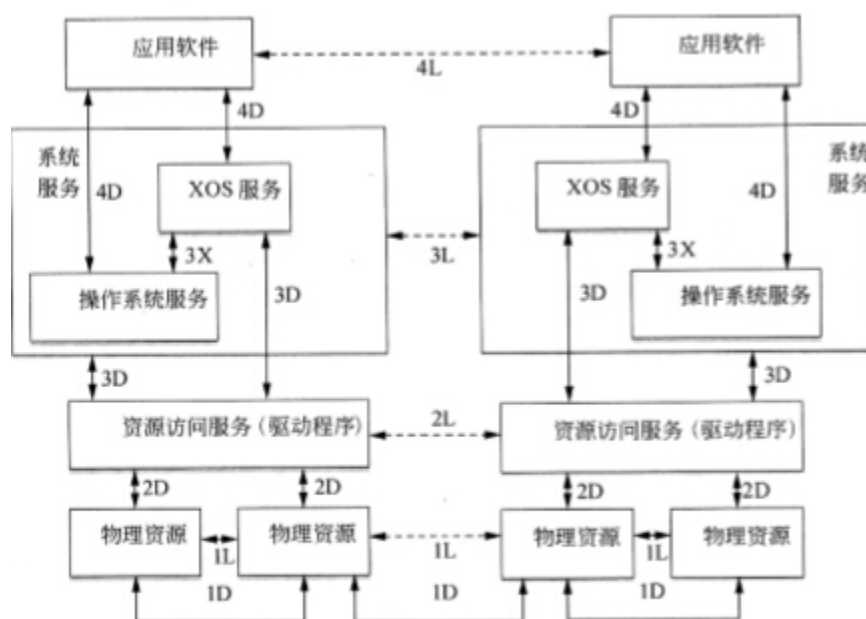 应用软件
应用软件
4L
4D
4D
4D
4D
系统
服务
系
服务
XOS 服务
XOS 服务
3X
3L
3X
操作系统服务
操作系统服务
3D
3D
3D
3D
资源访问服务(驱动程序)
2L
资源访问服务(驱动程序)
2D
2D
2D
2D
物理资源
物理资源
物理资源
物理资源
1L
1L
1L
1D
1D
1D